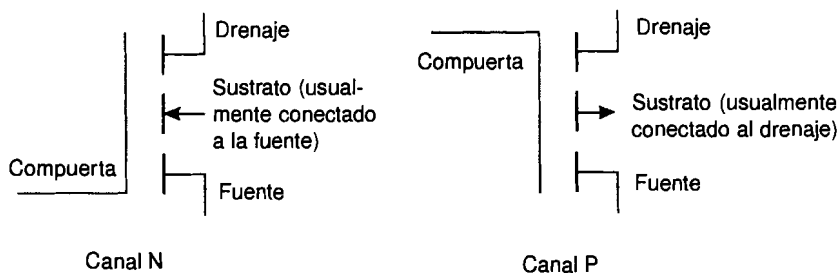 Drenaje
Compuerta
Sustrato (usual-
mente conectado
a la fuente)
Fuente
Canal N
Drenaje
Compuerta
Sustrato (usualmente
conectado al drenaje)
Fuente
Canal P